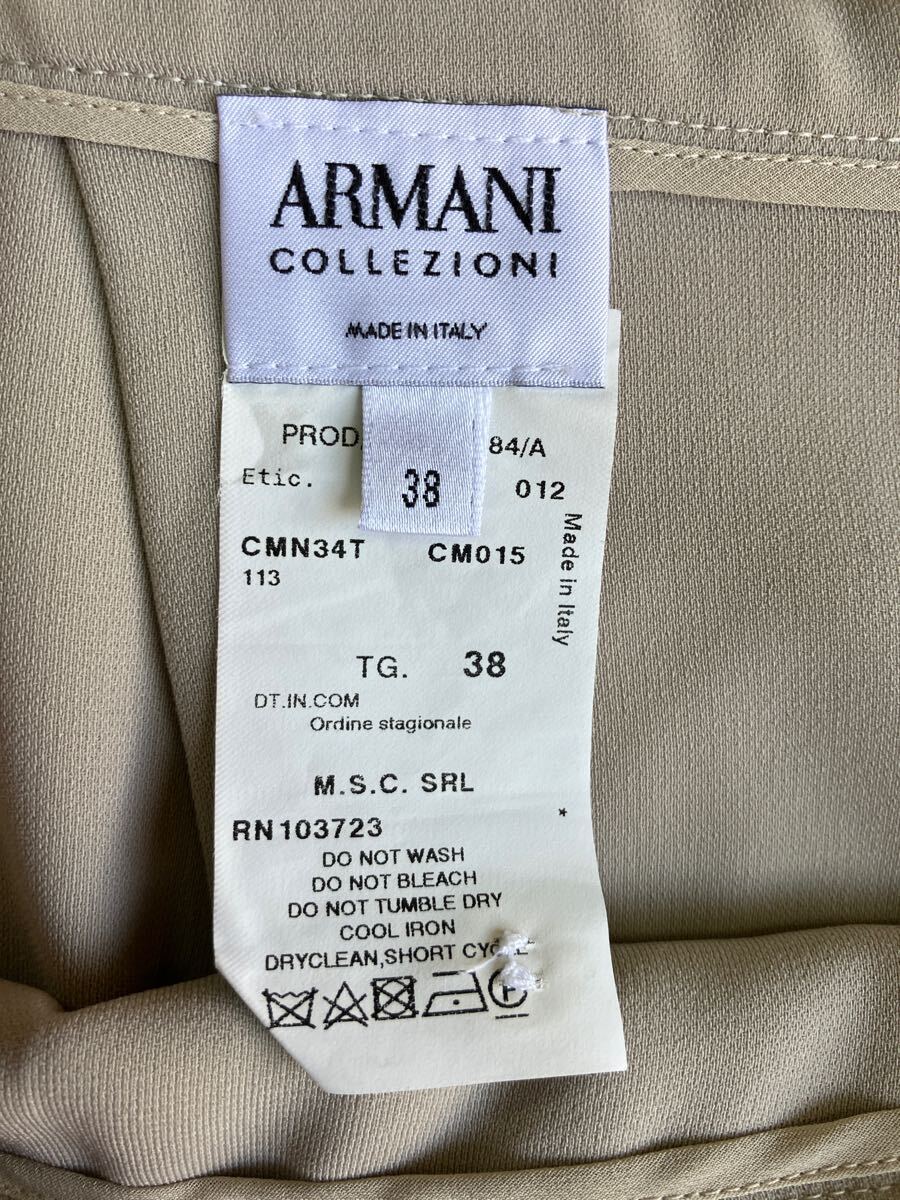 ARMANI
COLLEZIONI
MADE IN ITALY
PROD. 84/A
Etic. 012
38
CMN34T CM015
113
Made in Italy
TG. 38
DT.IN.COM
Ordine stagionale
M.S.C. SRL
RN103723 *
DO NOT WASH
DO NOT BLEACH
DO NOT TUMBLE DRY
COOL IRON
DRYCLEAN,SHORT CYCLE
P